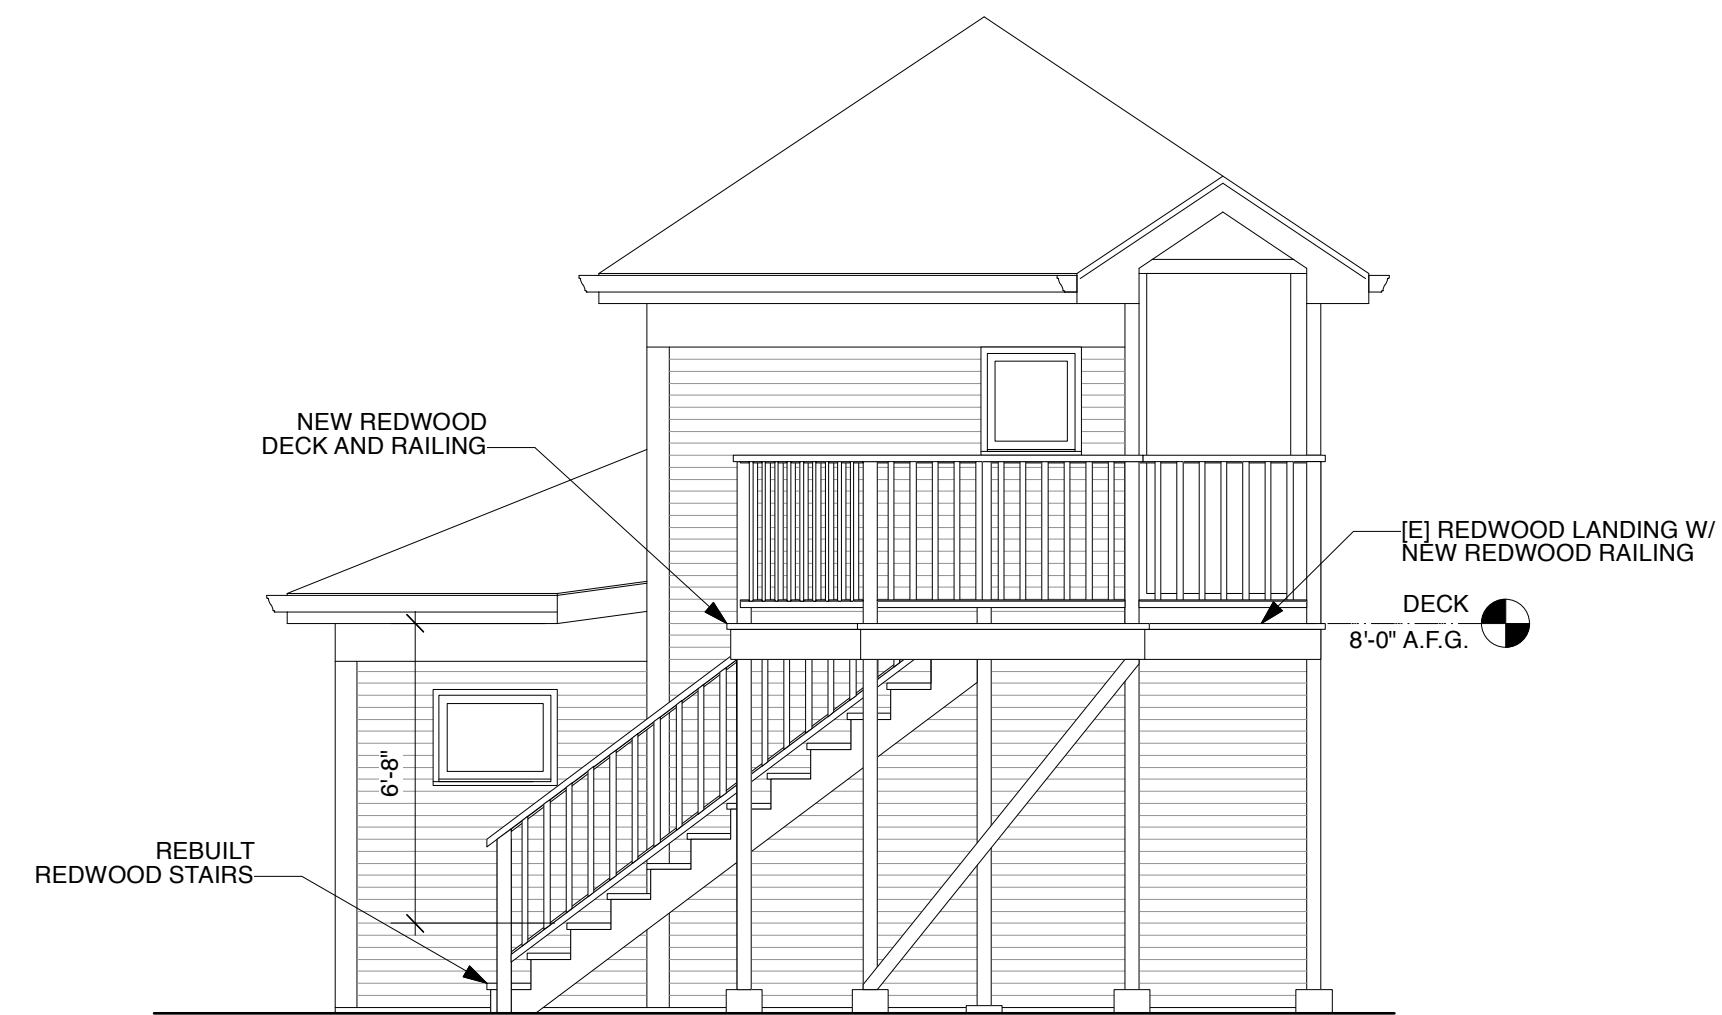 NEW REDWOOD
DECK AND RAILING
[E] REDWOOD LANDING W/
NEW REDWOOD RAILING
DECK
8'-0" A.F.G.
6'-8"
REBUILT
REDWOOD STAIRS